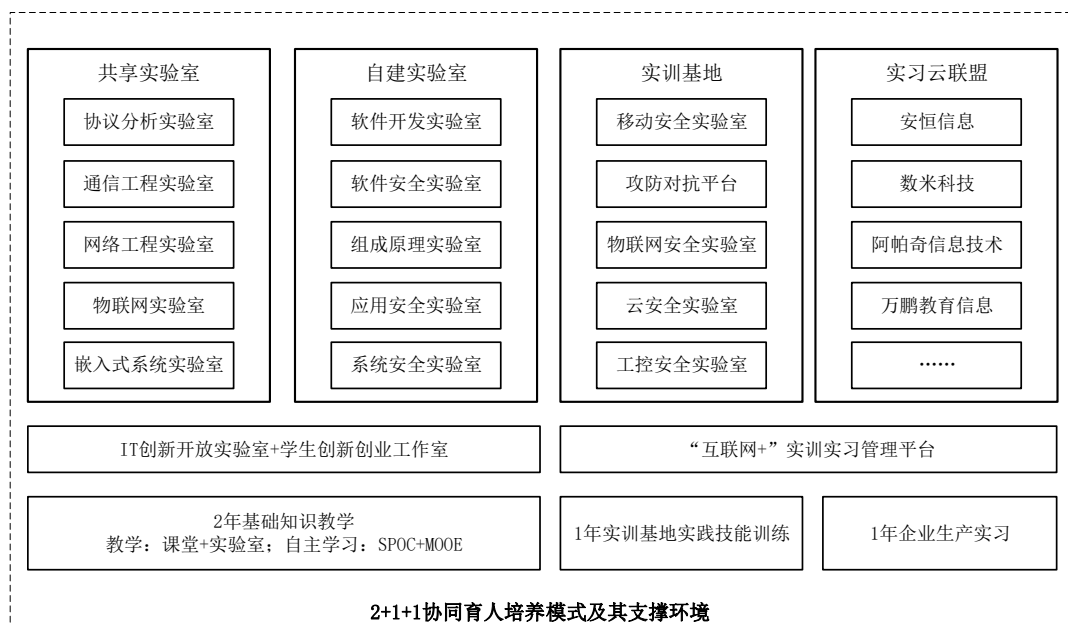 共享实验室
协议分析实验室
通信工程实验室
网络工程实验室
物联网实验室
嵌入式系统实验室
自建实验室
软件开发实验室
软件安全实验室
组成原理实验室
应用安全实验室
系统安全实验室
实训基地
移动安全实验室
攻防对抗平台
物联网安全实验室
云安全实验室
工控安全实验室
实习云联盟
安恒信息
数米科技
阿帕奇信息技术
万鹏教育信息
……
IT创新开放实验室+学生创新创业工作室
“互联网+”实训实习管理平台
2年基础知识教学
教学：课堂+实验室；自主学习：SPOC+MOOE
1年实训基地实践技能训练
1年企业生产实习
2+1+1协同育人培养模式及其支撑环境